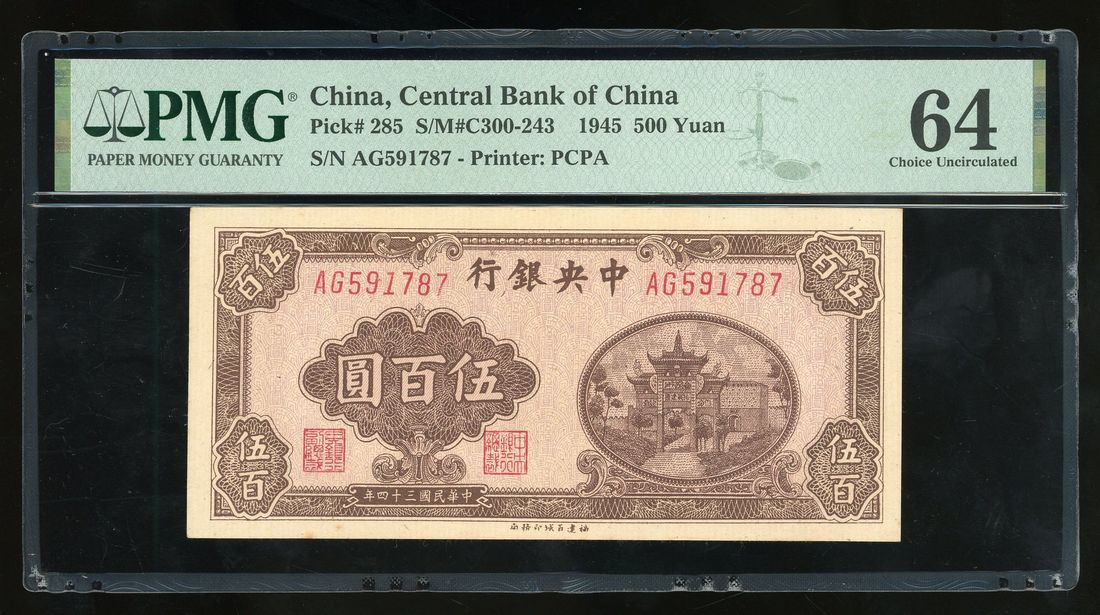 PMG®
PAPER MONEY GUARANTY
China, Central Bank of China
Pick# 285 S/M#C300-243 1945 500 Yuan
S/N AG591787 - Printer: PCPA
64
Choice Uncirculated
伍百
伍百
AG591787
行銀央中
AG591787
圓百伍
伍百
伍百
年四十三國民華中